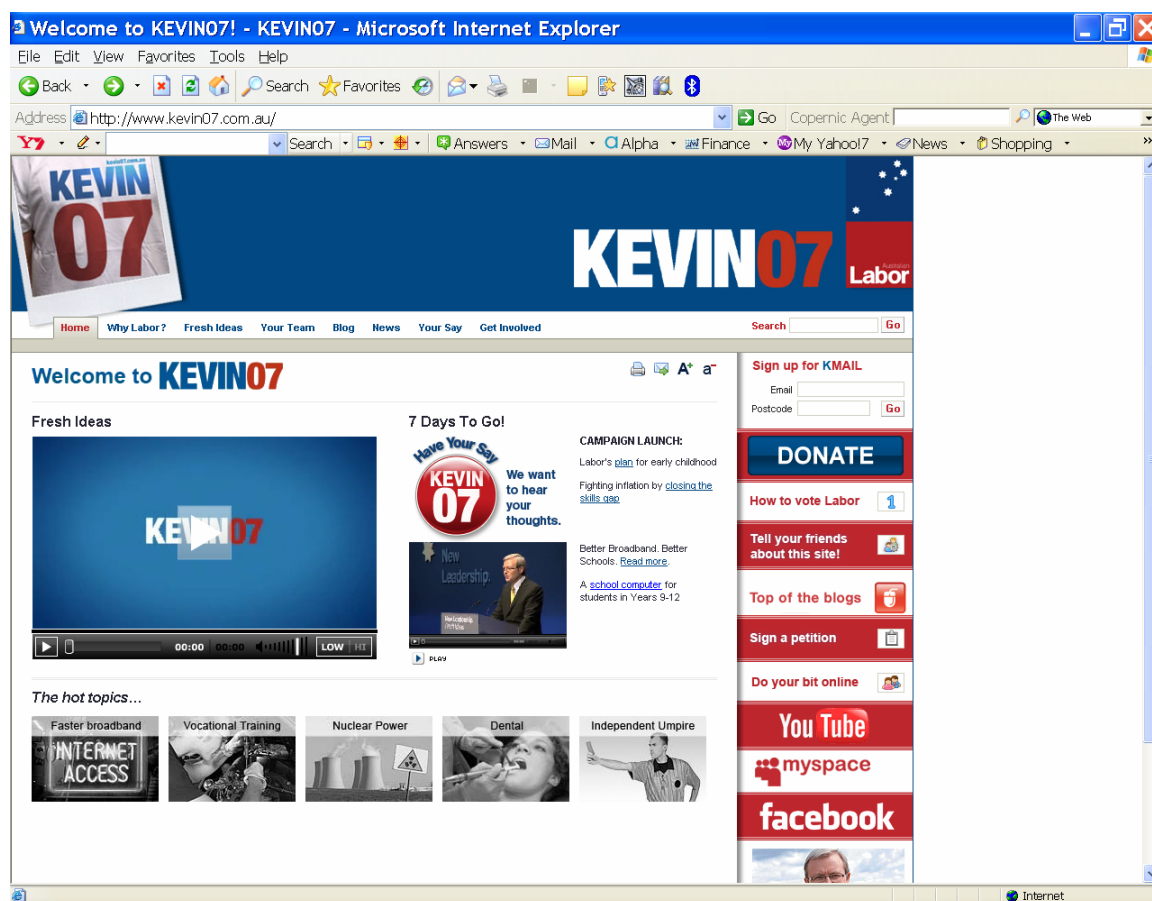 Welcome to KEVIN07! - KEVIN07 - Microsoft Internet Explorer
File Edit View Favorites Tools Help
Back Search Favorites
Address http://www.kevin07.com.au/ Go Copernic Agent The Web
Y7 Search Answers Mail Alpha Finance My Yahoo!7 News Shopping »
kevin07.com.au
KEVIN
07
KEVIN07
Australian
Labor
Home Why Labor? Fresh Ideas Your Team Blog News Your Say Get Involved
Search Go
Welcome to KEVIN07
A+ a-
Fresh Ideas
KEVIN07
00:00 00:00 LOW HI
7 Days To Go!
Have Your Say
KEVIN
07
We want
to hear
your
thoughts.
New
Leadership.
PLAY
CAMPAIGN LAUNCH:
Labor's plan for early childhood
Fighting inflation by closing the
skills gap
Better Broadband. Better
Schools. Read more.
A school computer for
students in Years 9-12
The hot topics...
Faster broadband
INTERNET
ACCESS
Vocational Training
Nuclear Power
Dental
Independent Umpire
Sign up for KMAIL
Email
Postcode Go
DONATE
How to vote Labor 1
Tell your friends
about this site!
Top of the blogs
Sign a petition
Do your bit online
YouTube
myspace
facebook
Internet